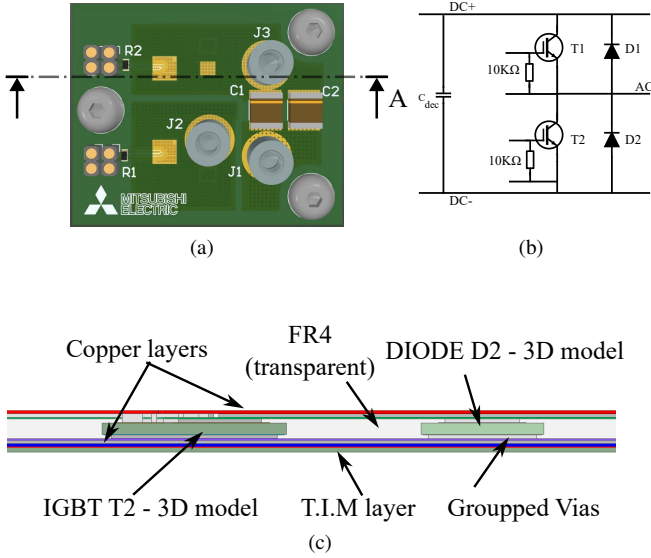 R2
J3
C1
C2
A
J2
R1
J1
MITSUBISHI
ELECTRIC
(a)
DC+
T1
D1
10KΩ
AC
C dec
T2
D2
10KΩ
DC-
(b)
Copper layers
FR4
(transparent)
DIODE D2 - 3D model
IGBT T2 - 3D model
T.I.M layer
Groupped Vias
(c)